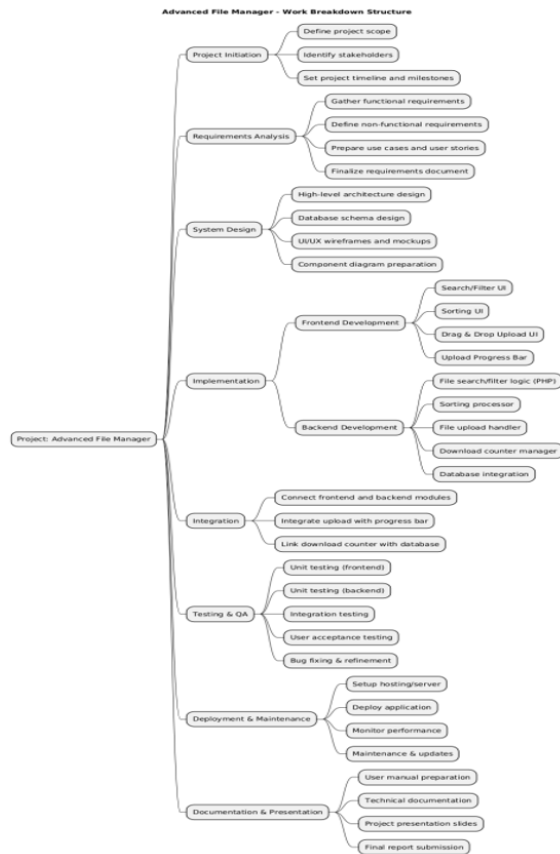 Advanced File Manager - Work Breakdown Structure
Project: Advanced File Manager
Project Initiation
Define project scope
Identify stakeholders
Set project timeline and milestones
Requirements Analysis
Gather functional requirements
Define non-functional requirements
Prepare use cases and user stories
Finalize requirements document
System Design
High-level architecture design
Database schema design
UI/UX wireframes and mockups
Component diagram preparation
Implementation
Frontend Development
Search/Filter UI
Sorting UI
Drag & Drop Upload UI
Upload Progress Bar
Backend Development
File search/filter logic (PHP)
Sorting processor
File upload handler
Download counter manager
Database integration
Integration
Connect frontend and backend modules
Integrate upload with progress bar
Link download counter with database
Testing & QA
Unit testing (frontend)
Unit testing (backend)
Integration testing
User acceptance testing
Bug fixing & refinement
Deployment & Maintenance
Setup hosting/server
Deploy application
Monitor performance
Maintenance & updates
Documentation & Presentation
User manual preparation
Technical documentation
Project presentation slides
Final report submission